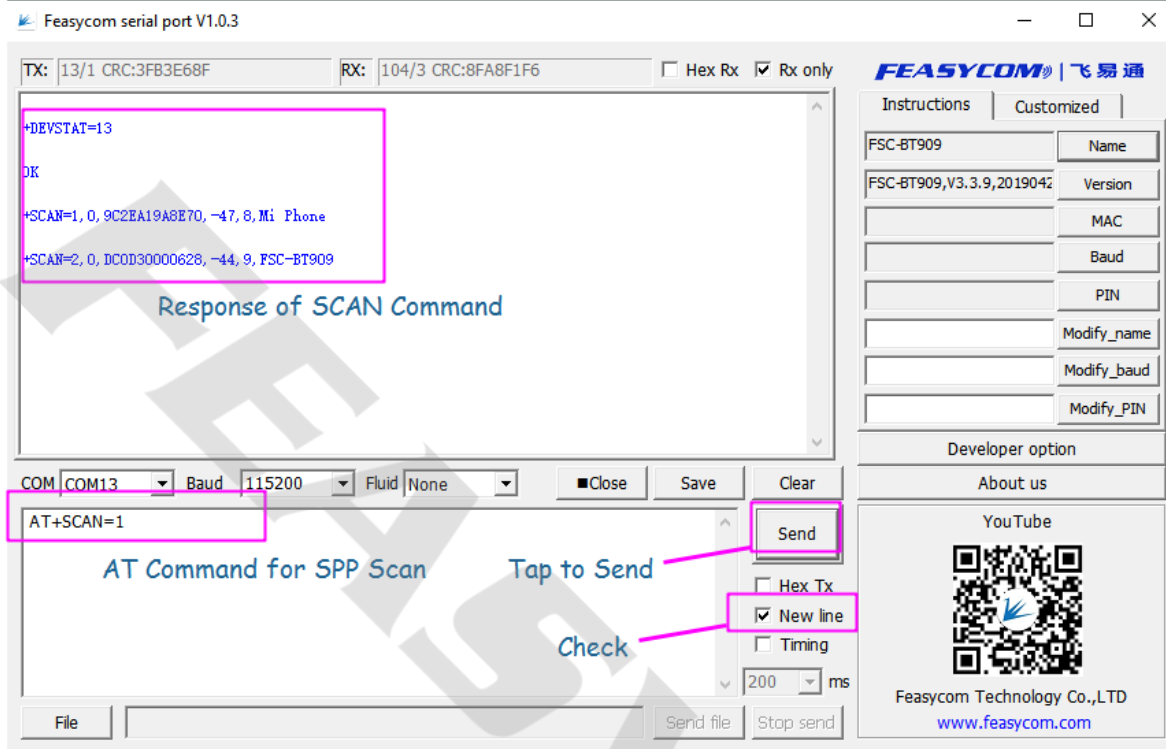 Feasycom serial port V1.0.3
TX: 13/1 CRC:3FB3E68F RX: 104/3 CRC:8FA8F1F6 Hex Rx Rx only
FEASYCOM 飞易通
Instructions Customized
+DEVSTAT=13
OK
+SCAN=1,0,9C2EA19A8E70,-47,8,Mi Phone
+SCAN=2,0,DC0D30000628,-44,9,FSC-BT909
Response of SCAN Command
FSC-BT909 Name
FSC-BT909,V3.3.9,2019042 Version
MAC
Baud
PIN
Modify_name
Modify_baud
Modify_PIN
Developer option
About us
COM COM13 Baud 115200 Fluid None Close Save Clear
AT+SCAN=1
AT Command for SPP Scan
Tap to Send
Send
Hex Tx
New line
Check
Timing
200 ms
File Send file Stop send
YouTube
Feasycom Technology Co.,LTD
www.feasycom.com
FEASY